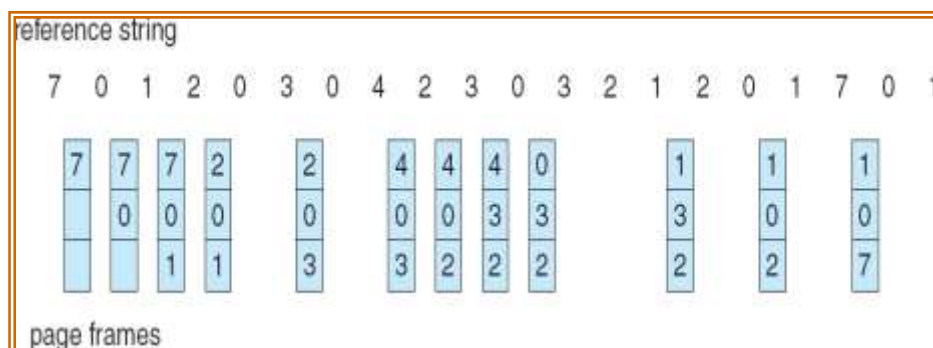 reference string
7 0 1 2 0 3 0 4 2 3 0 3 2 1 2 0 1 7 0 1
7 7 7 2 2 4 4 4 0 1 1 1
0 0 0 0 0 0 3 3 3 0 0
1 1 3 3 2 2 2 2 2 7
page frames